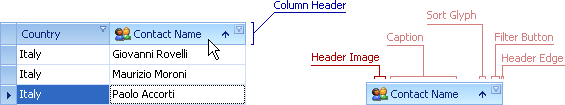 Column Header
Country
Contact Name
Italy
Giovanni Rovelli
Italy
Maurizio Moroni
Italy
Paolo Accorti
Sort Glyph
Caption
Filter Button
Header Image
Header Edge
Contact Name